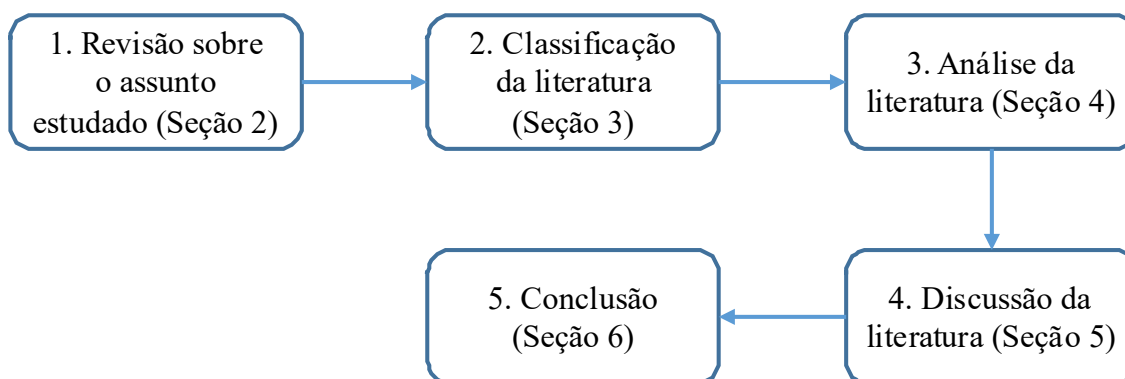 1. Revisão sobre
o assunto
estudado (Seção 2)
2. Classificação
da literatura
(Seção 3)
3. Análise da
literatura (Seção 4)
4. Discussão da
literatura (Seção 5)
5. Conclusão
(Seção 6)